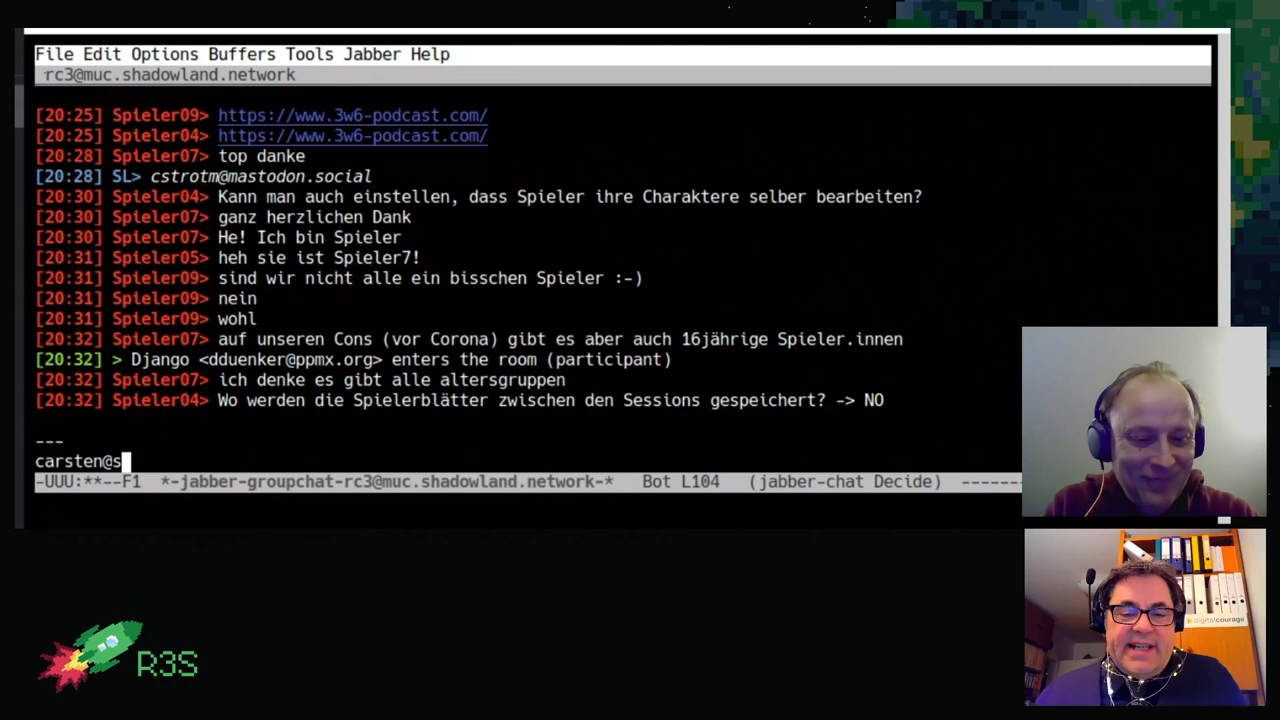 File Edit Options Buffers Tools Jabber Help
rc3@muc.shadowland.network
[20:25] Spieler09> https://www.3w6-podcast.com/
[20:25] Spieler04> https://www.3w6-podcast.com/
[20:28] Spieler07> top danke
[20:28] SL> cstrotm@mastodon.social
[20:30] Spieler04> Kann man auch einstellen, dass Spieler ihre Charaktere selber bearbeiten?
[20:30] Spieler07> ganz herzlichen Dank
[20:30] Spieler07> He! Ich bin Spieler
[20:31] Spieler05> heh sie ist Spieler7!
[20:31] Spieler09> sind wir nicht alle ein bisschen Spieler :-)
[20:31] Spieler09> nein
[20:31] Spieler09> wohl
[20:32] Spieler07> auf unseren Cons (vor Corona) gibt es aber auch 16jährige Spieler.innen
[20:32] > Django <dduenker@ppmx.org> enters the room (participant)
[20:32] Spieler07> ich denke es gibt alle altersgruppen
[20:32] Spieler04> Wo werden die Spielerblätter zwischen den Sessions gespeichert? -> NO
---
carsten@s
-UUU:**--F1 *-jabber-groupchat-rc3@muc.shadowland.network-* Bot L104 (jabber-chat Decide) ------
digitalcourage
R3S